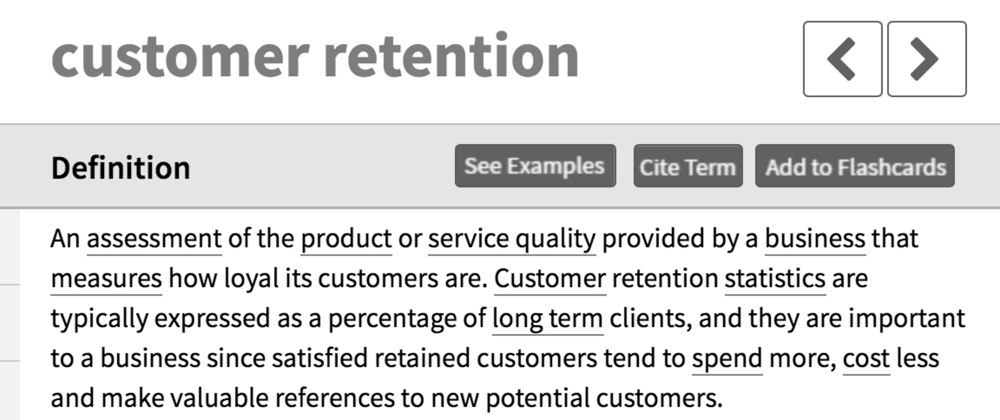 customer retention
Definition
See Examples
Cite Term
Add to Flashcards
An assessment of the product or service quality provided by a business that
measures how loyal its customers are. Customer retention statistics are
typically expressed as a percentage of long term clients, and they are important
to a business since satisfied retained customers tend to spend more, cost less
and make valuable references to new potential customers.